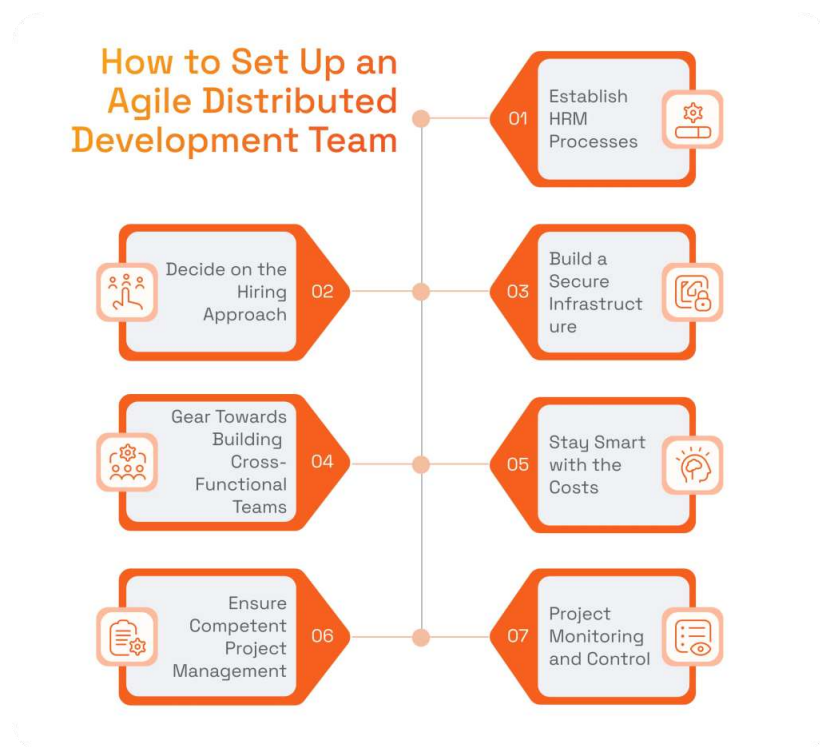 How to Set Up an
Agile Distributed
Development Team
01
Establish
HRM
Processes
Decide on the
Hiring
Approach
02
03
Build a
Secure
Infrastruct
ure
Gear Towards
Building
Cross-
Functional
Teams
04
05
Stay Smart
with the
Costs
Ensure
Competent
Project
Management
06
07
Project
Monitoring
and Control